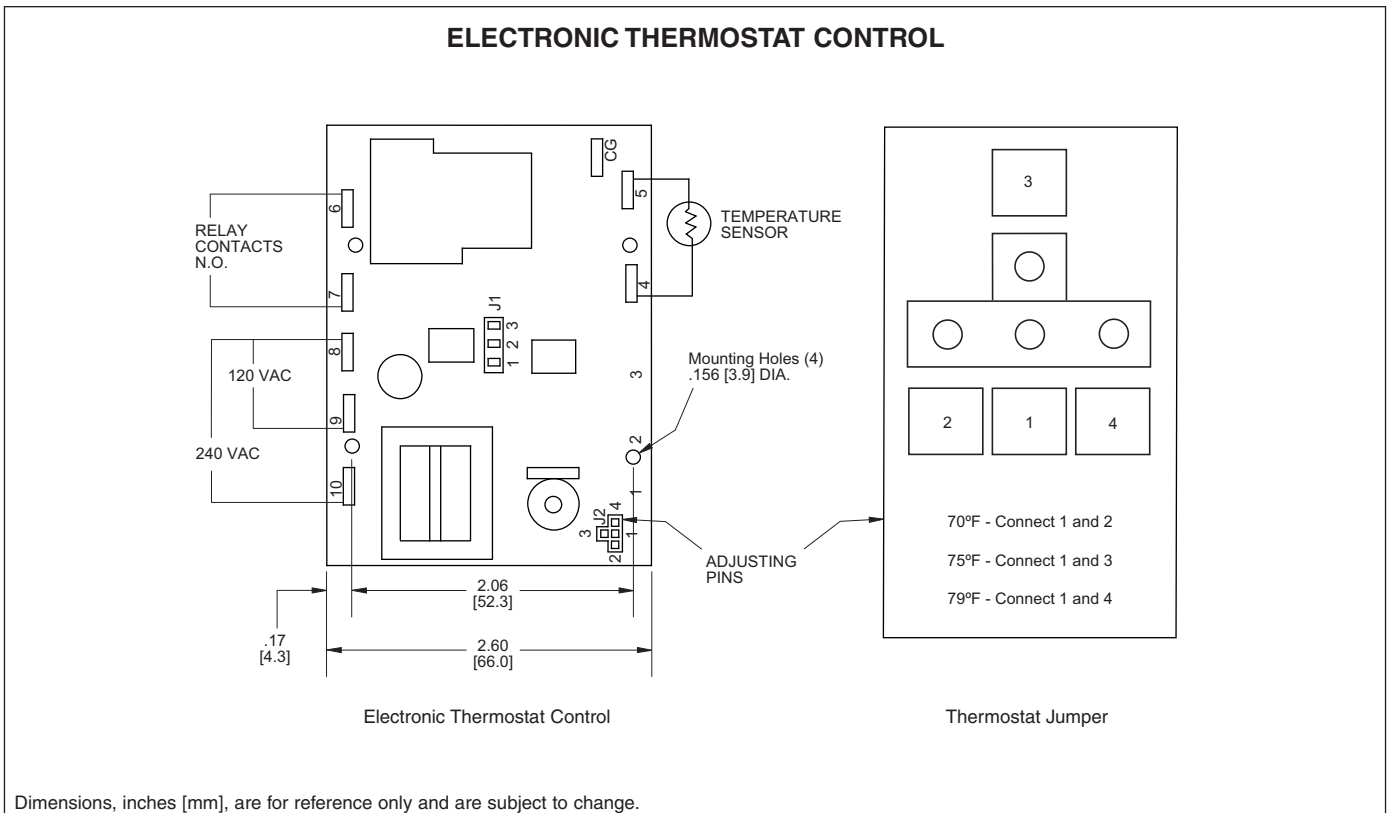 ELECTRONIC THERMOSTAT CONTROL
CG
5
6
TEMPERATURE
SENSOR
RELAY
CONTACTS
N.O.
4
7
J1
3
2
1
8
120 VAC
Mounting Holes (4)
.156 [3.9] DIA.
3
9
2
240 VAC
10
1
J2
4
3
1
2
ADJUSTING
PINS
2.06
[52.3]
.17
[4.3]
2.60
[66.0]
Electronic Thermostat Control
3
2
1
4
70ºF - Connect 1 and 2
75ºF - Connect 1 and 3
79ºF - Connect 1 and 4
Thermostat Jumper
Dimensions, inches [mm], are for reference only and are subject to change.